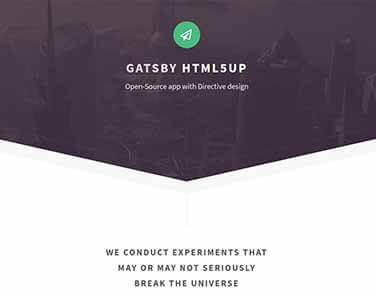 GATSBY HTML5UP
Open-Source app with Directive design
WE CONDUCT EXPERIMENTS THAT
MAY OR MAY NOT SERIOUSLY
BREAK THE UNIVERSE